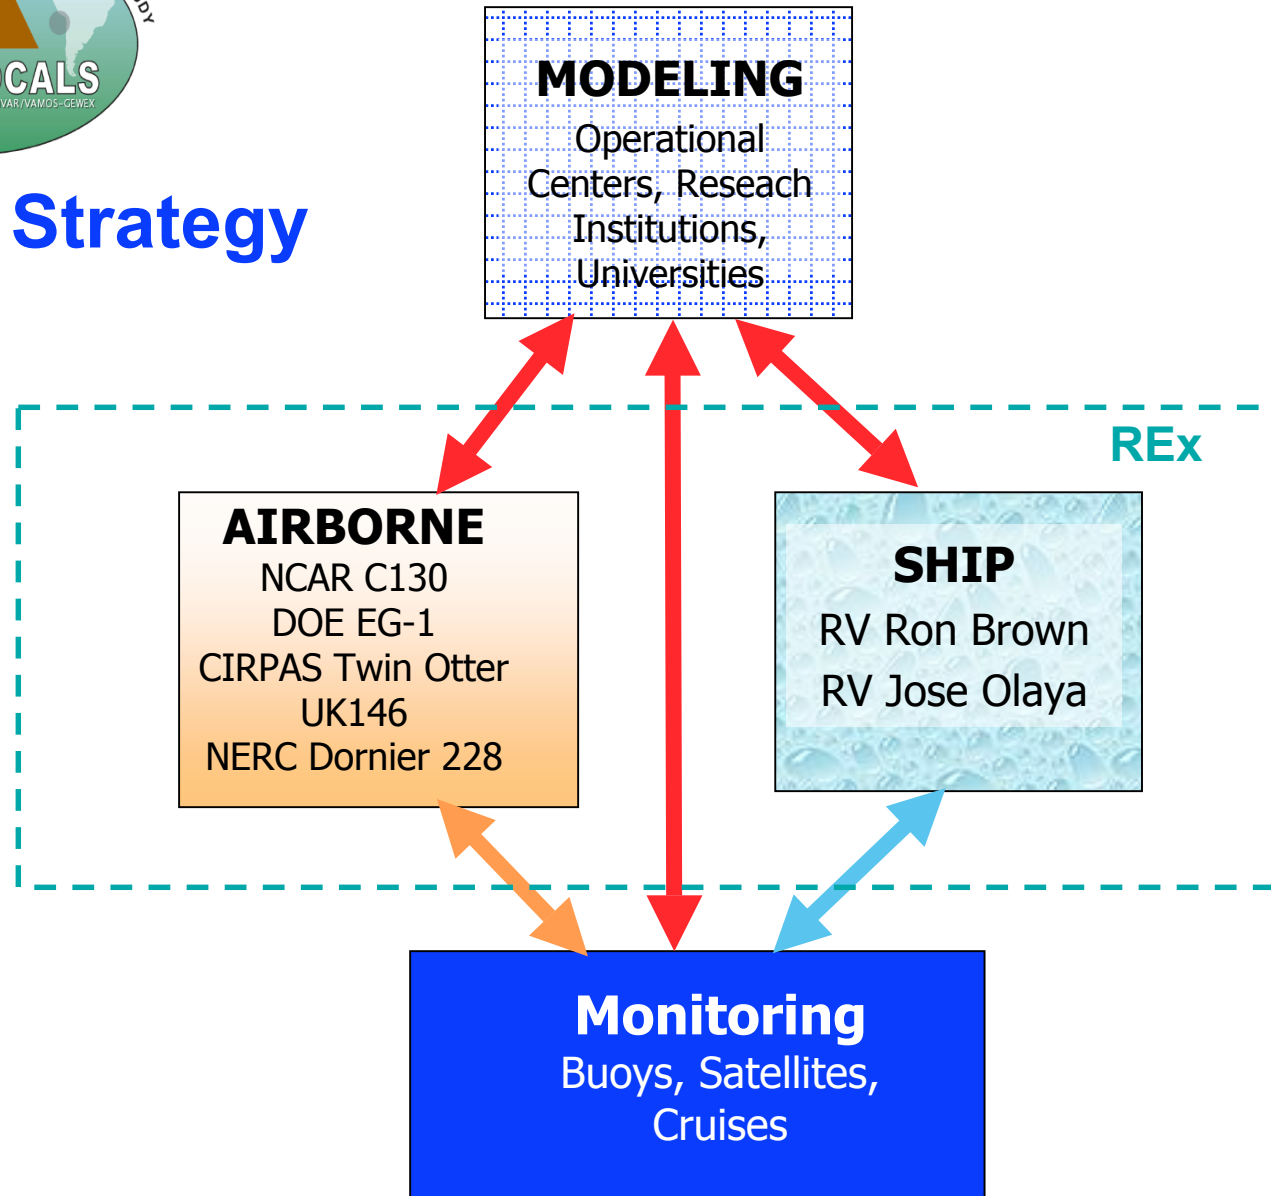 OCALS
VAR/VAMOS-GEWEX
Strategy
MODELING
Operational
Centers, Reseach
Institutions,
Universities
REx
AIRBORNE
NCAR C130
DOE EG-1
CIRPAS Twin Otter
UK146
NERC Dornier 228
SHIP
RV Ron Brown
RV Jose Olaya
Monitoring
Buoys, Satellites,
Cruises